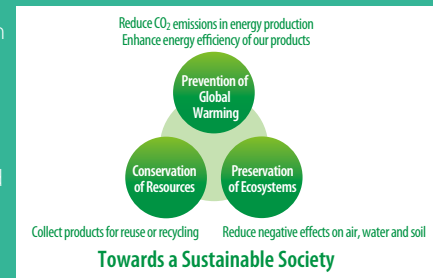 Reduce CO₂ emissions in energy production
Enhance energy efficiency of our products
Prevention of
Global
Warming
Conservation
of Resources
Preservation
of Ecosystems
Collect products for reuse or recycling
Reduce negative effects on air, water and soil
Towards a Sustainable Society